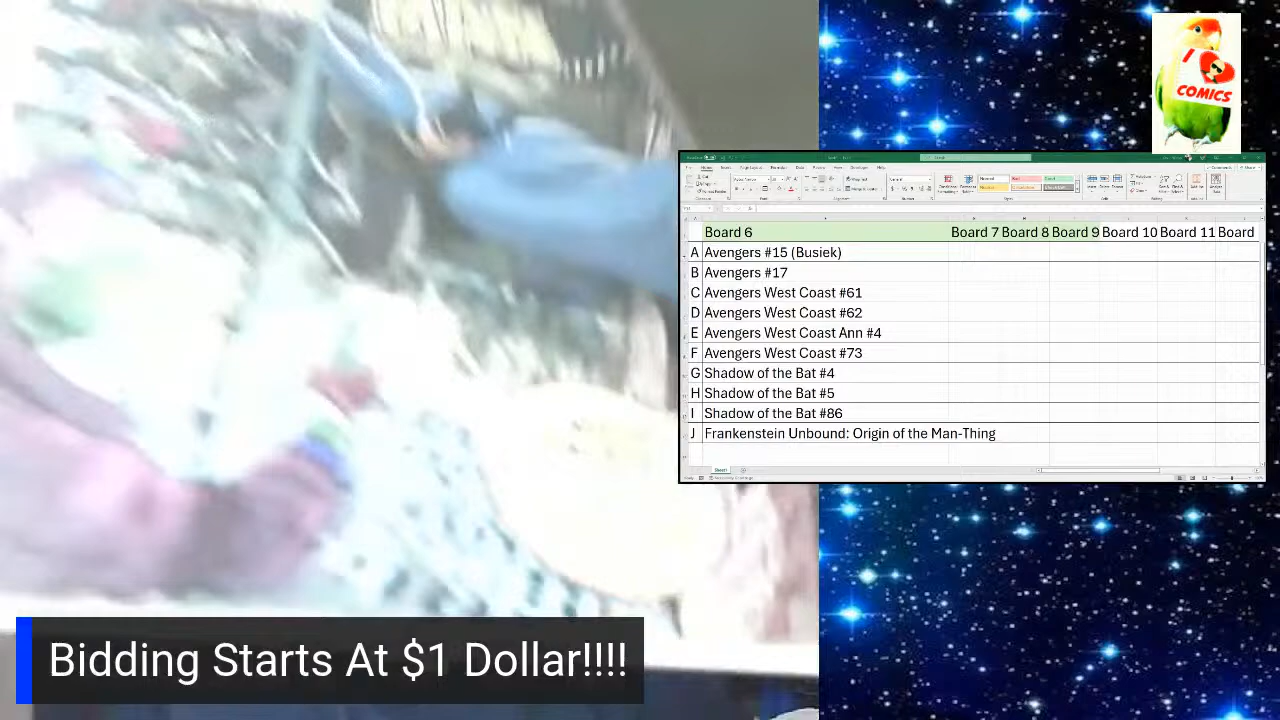 I
COMICS
Board 6 Board 7 Board 8 Board 9 Board 10 Board 11 Board
A Avengers #15 (Busiek)
B Avengers #17
C Avengers West Coast #61
D Avengers West Coast #62
E Avengers West Coast Ann #4
F Avengers West Coast #73
G Shadow of the Bat #4
H Shadow of the Bat #5
I Shadow of the Bat #86
J Frankenstein Unbound: Origin of the Man-Thing
Bidding Starts At $1 Dollar!!!!